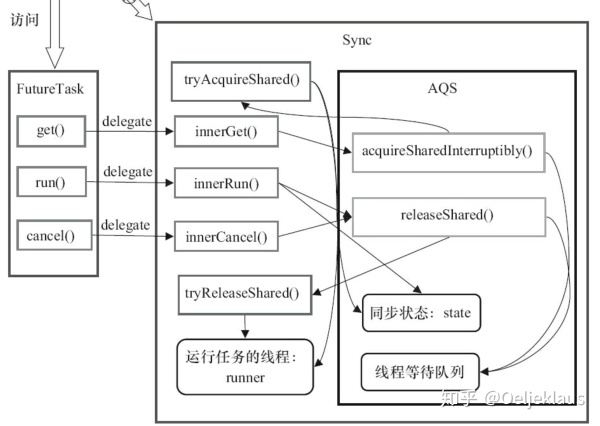 访问
Sync
FutureTask
tryAcquireShared()
AQS
get()
delegate
innerGet()
acquireSharedInterruptibly()
run()
delegate
innerRun()
releaseShared()
cancel()
delegate
innerCancel()
tryReleaseShared()
同步状态：state
运行任务的线程：
runner
线程等待队列
知乎 @Oeljeklaus